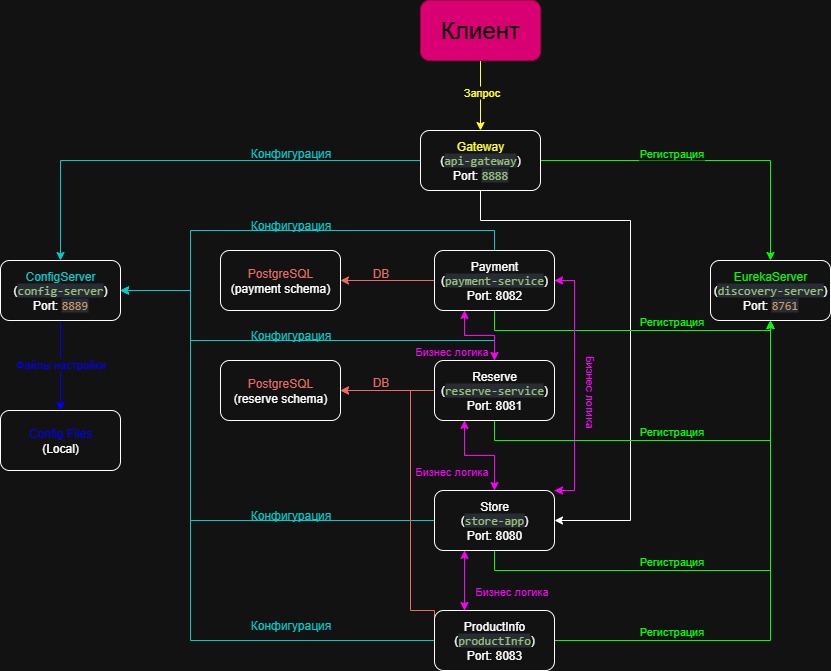 Клиент
Запрос
Gateway
(api-gateway)
Port: 8888
Конфигурация
Регистрация
Конфигурация
ConfigServer
(config-server)
Port: 8889
PostgreSQL
(payment schema)
DB
Payment
(payment-service)
Port: 8082
EurekaServer
(discovery-server)
Port: 8761
Регистрация
Конфигурация
Бизнес логика
Файлы настройки
PostgreSQL
(reserve schema)
DB
Reserve
(reserve-service)
Port: 8081
Бизнес логика
Config Files
(Local)
Регистрация
Бизнес логика
Store
(store-app)
Port: 8080
Конфигурация
Регистрация
Бизнес логика
Конфигурация
ProductInfo
(productInfo)
Port: 8083
Регистрация